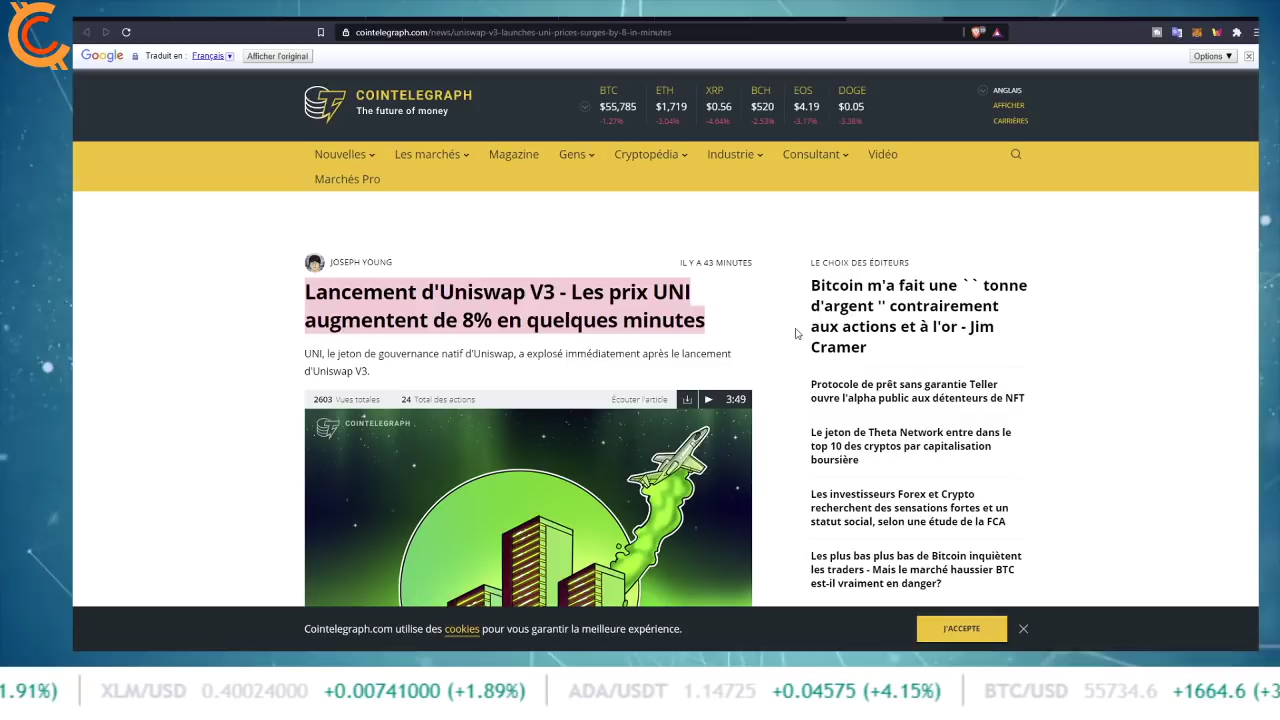 cointelegraph.com/news/uniswap-v3-launches-uni-prices-surges-by-8-in-minutes
Google Traduit en : Français Afficher l'original Options ▼
COINTELEGRAPH
The future of money
BTC ETH XRP BCH EOS DOGE
$55,785 $1,719 $0.56 $520 $4.19 $0.05
-1.27% -3.04% -4.64% -2.53% -3.17% -3.38%
ANGLAIS
AFFICHER
CARRIÈRES
Nouvelles Les marchés Magazine Gens Cryptopédia Industrie Consultant Vidéo
Marchés Pro
JOSEPH YOUNG IL Y A 43 MINUTES
Lancement d'Uniswap V3 - Les prix UNI
augmentent de 8% en quelques minutes
UNI, le jeton de gouvernance natif d'Uniswap, a explosé immédiatement après le lancement
d'Uniswap V3.
2603 Vues totales 24 Total des actions Écouter l'article 3:49
COINTELEGRAPH
LE CHOIX DES ÉDITEURS
Bitcoin m'a fait une `` tonne
d'argent '' contrairement
aux actions et à l'or - Jim
Cramer
Protocole de prêt sans garantie Teller
ouvre l'alpha public aux détenteurs de NFT
Le jeton de Theta Network entre dans le
top 10 des cryptos par capitalisation
boursière
Les investisseurs Forex et Crypto
recherchent des sensations fortes et un
statut social, selon une étude de la FCA
Les plus bas plus bas de Bitcoin inquiètent
les traders - Mais le marché haussier BTC
est-il vraiment en danger?
Cointelegraph.com utilise des cookies pour vous garantir la meilleure expérience. J'ACCEPTE
1.91%) XLM/USD 0.40024000 +0.00741000 (+1.89%) ADA/USDT 1.14725 +0.04575 (+4.15%) BTC/USD 55734.6 +1664.6 (+3